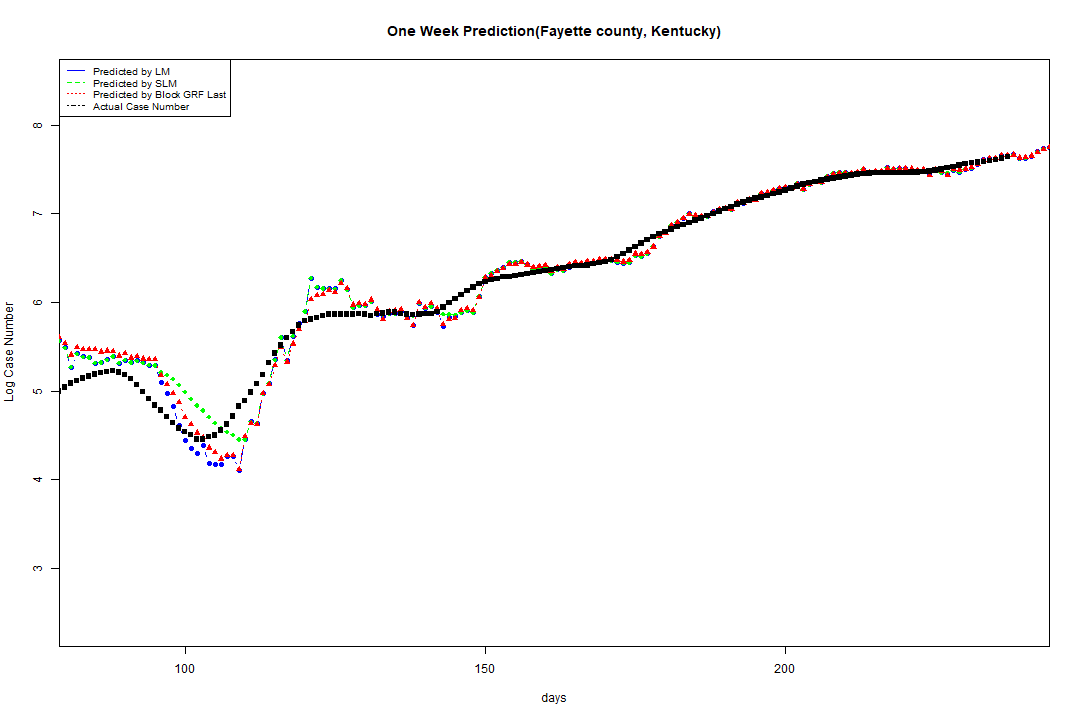 One Week Prediction(Fayette county, Kentucky)
Predicted by LM
Predicted by SLM
Predicted by Block GRF Last
Actual Case Number
Log Case Number
8
7
6
5
4
3
100 150 200
days